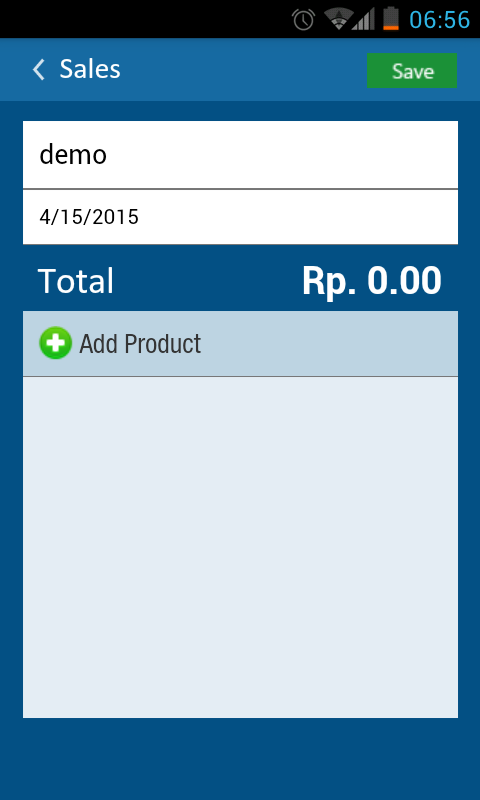 06:56
Sales
Save
demo
4/15/2015
Total Rp. 0.00
Add Product